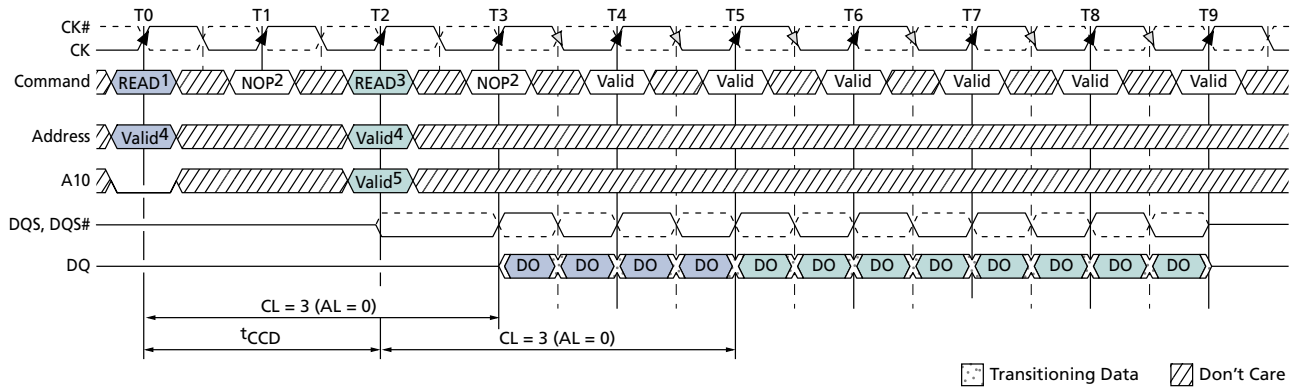 T0 T1 T2 T3 T4 T5 T6 T7 T8 T9
CK#
CK
Command READ1 NOP2 READ3 NOP2 Valid Valid Valid Valid Valid Valid
Address Valid4 Valid4
A10 Valid5
DQS, DQS#
DQ DO DO DO DO DO DO DO DO DO DO DO DO
CL = 3 (AL = 0)
tCCD CL = 3 (AL = 0)
Transitioning Data Don't Care